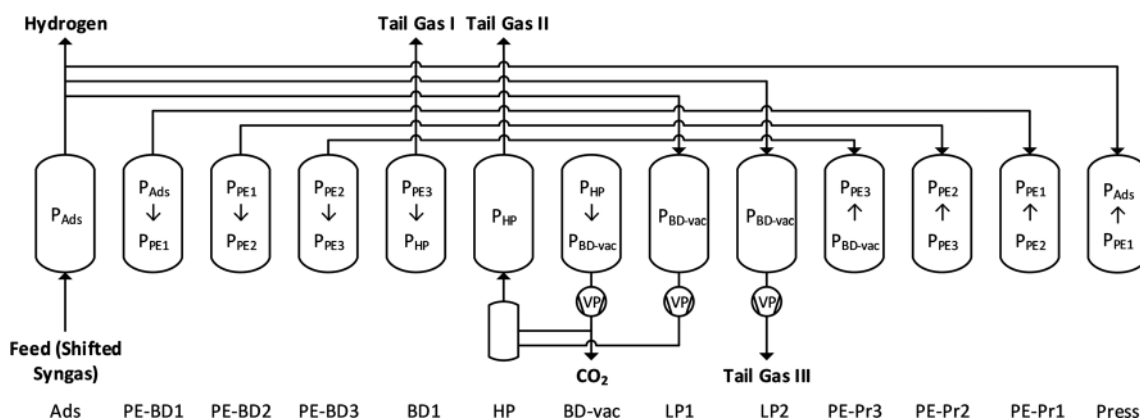 Hydrogen Tail Gas I Tail Gas II
P_Ads P_Ads P_PE1 P_PE2 P_PE3 P_HP P_HP P_BD-vac P_BD-vac P_PE3 P_PE2 P_PE1 P_Ads
↓ ↓ ↓ ↓ ↓ ↑ ↑ ↑ ↑
P_PE1 P_PE2 P_PE3 P_HP P_BD-vac P_BD-vac P_PE3 P_PE2 P_PE1
VP VP VP
Feed (Shifted
Syngas)
CO₂ Tail Gas III
Ads PE-BD1 PE-BD2 PE-BD3 BD1 HP BD-vac LP1 LP2 PE-Pr3 PE-Pr2 PE-Pr1 Press